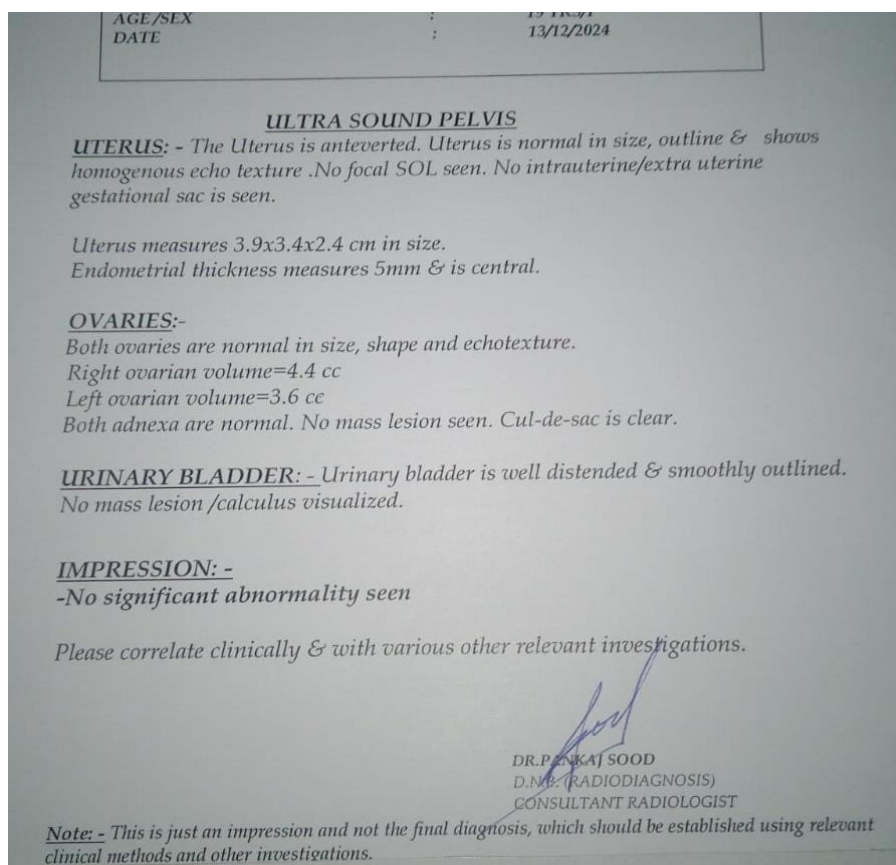 AGE/SEX : 19 YRS/F
DATE : 13/12/2024
ULTRA SOUND PELVIS
UTERUS: - The Uterus is anteverted. Uterus is normal in size, outline & shows
homogenous echo texture .No focal SOL seen. No intrauterine/extra uterine
gestational sac is seen.
Uterus measures 3.9x3.4x2.4 cm in size.
Endometrial thickness measures 5mm & is central.
OVARIES:-
Both ovaries are normal in size, shape and echotexture.
Right ovarian volume=4.4 cc
Left ovarian volume=3.6 cc
Both adnexa are normal. No mass lesion seen. Cul-de-sac is clear.
URINARY BLADDER: - Urinary bladder is well distended & smoothly outlined.
No mass lesion /calculus visualized.
IMPRESSION: -
-No significant abnormality seen
Please correlate clinically & with various other relevant investigations.
DR.PANKAJ SOOD
D.N.B. (RADIODIAGNOSIS)
CONSULTANT RADIOLOGIST
Note: - This is just an impression and not the final diagnosis, which should be established using relevant
clinical methods and other investigations.